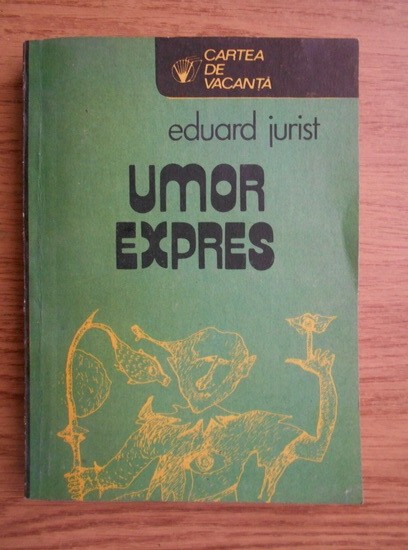 CARTEA
DE
VACANȚĂ
eduard jurist
UMOR
EXPRES